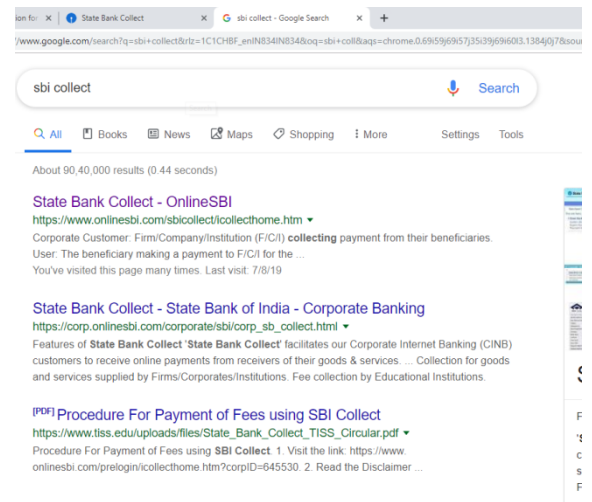 ion for
State Bank Collect
sbi collect - Google Search
/www.google.com/search?q=sbi+collect&rlz=1C1CHBF_enIN834IN834&oq=sbi+coll&aqs=chrome.0.69i59j69i57j35i39j69i60l3.1384j0j7&sour
sbi collect
Search
All
Books
News
Maps
Shopping
More
Settings
Tools
About 90,40,000 results (0.44 seconds)
State Bank Collect - OnlineSBI
https://www.onlinesbi.com/sbicollect/icollecthome.htm
Corporate Customer: Firm/Company/Institution (F/C/I) collecting payment from their beneficiaries.
User: The beneficiary making a payment to F/C/I for the ...
You've visited this page many times. Last visit: 7/8/19
State Bank Collect - State Bank of India - Corporate Banking
https://corp.onlinesbi.com/corporate/sbi/corp_sb_collect.html
Features of State Bank Collect 'State Bank Collect' facilitates our Corporate Internet Banking (CINB)
customers to receive online payments from receivers of their goods & services. ... Collection for goods
and services supplied by Firms/Corporates/Institutions. Fee collection by Educational Institutions.
[PDF] Procedure For Payment of Fees using SBI Collect
https://www.tiss.edu/uploads/files/State_Bank_Collect_TISS_Circular.pdf
Procedure For Payment of Fees using SBI Collect. 1. Visit the link: https://www.
onlinesbi.com/prelogin/icollecthome.htm?corpID=645530. 2. Read the Disclaimer ...